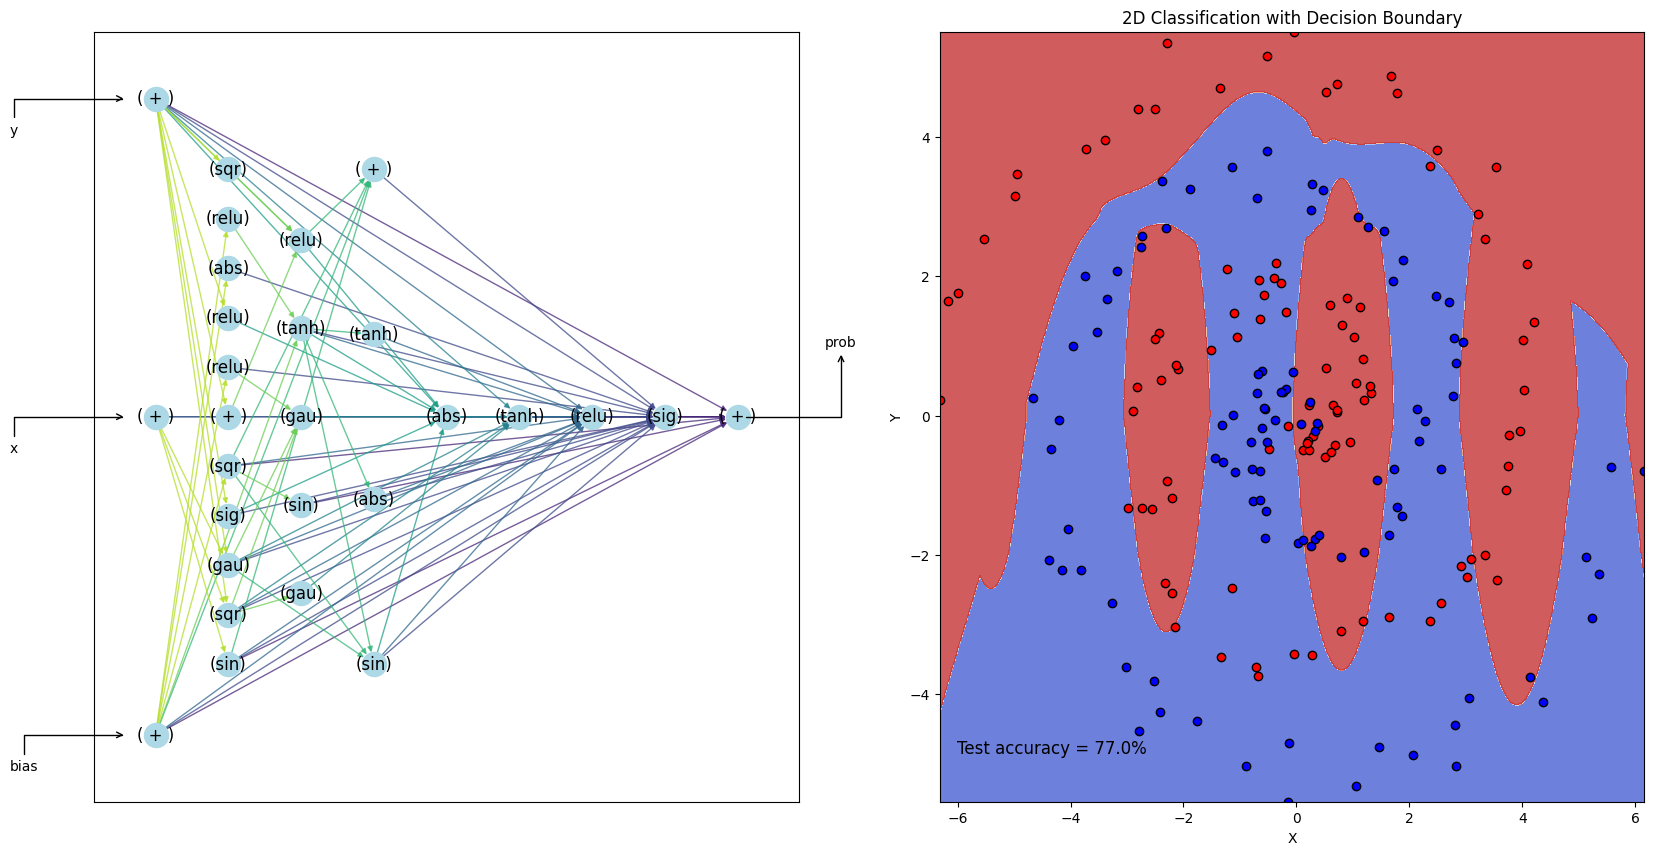 2D Classification with Decision Boundary
( + )
y
(sqr)
( + )
(relu)
(relu)
(abs)
(relu)
(tanh)
(tanh)
prob
(relu)
( + )
( + )
(gau)
(abs)
(tanh)
(relu)
(sig)
( + )
x
(sqr)
(sin)
(abs)
(sig)
(gau)
(gau)
(sqr)
(sin)
(sin)
( + )
bias
4
2
0
−2
−4
Y
Test accuracy = 77.0%
−6
−4
−2
0
2
4
6
X